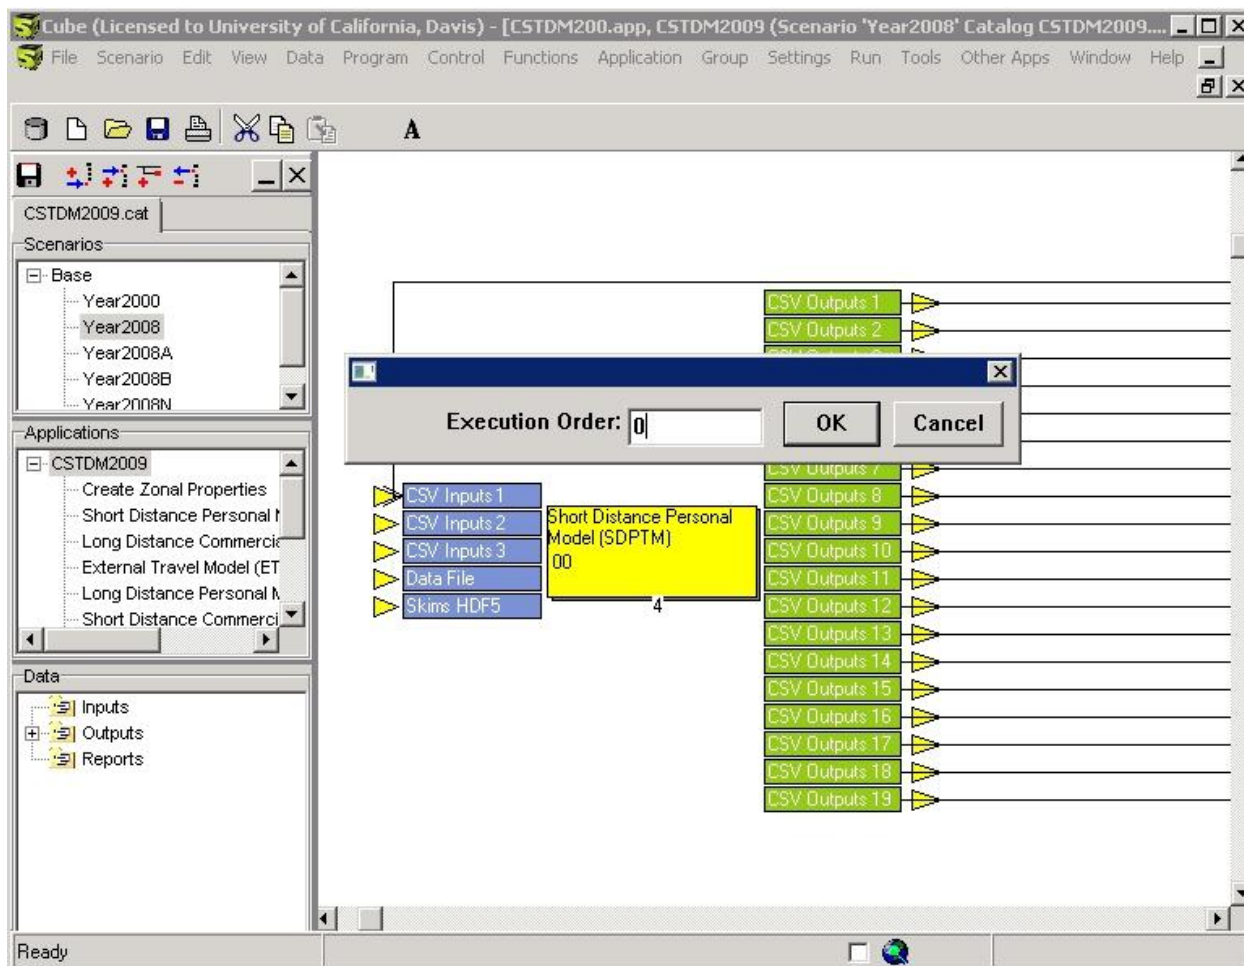 Cube (Licensed to University of California, Davis) - [CSTDM200.app, CSTDM2009 (Scenario 'Year2008' Catalog CSTDM2009....
File Scenario Edit View Data Program Control Functions Application Group Settings Run Tools Other Apps Window Help
A
CSTDM2009.cat
Scenarios
Base
Year2000
Year2008
Year2008A
Year2008B
Year2008N
Applications
CSTDM2009
Create Zonal Properties
Short Distance Personal
Long Distance Commerci
External Travel Model (ET
Long Distance Personal
Short Distance Commerci
Data
Inputs
Outputs
Reports
CSV Outputs 1
CSV Outputs 2
Execution Order: 0 OK Cancel
CSV Outputs 7
CSV Inputs 1
CSV Inputs 2
CSV Inputs 3
Data File
Skims HDF5
Short Distance Personal
Model (SDPTM)
00
4
CSV Outputs 8
CSV Outputs 9
CSV Outputs 10
CSV Outputs 11
CSV Outputs 12
CSV Outputs 13
CSV Outputs 14
CSV Outputs 15
CSV Outputs 16
CSV Outputs 17
CSV Outputs 18
CSV Outputs 19
Ready